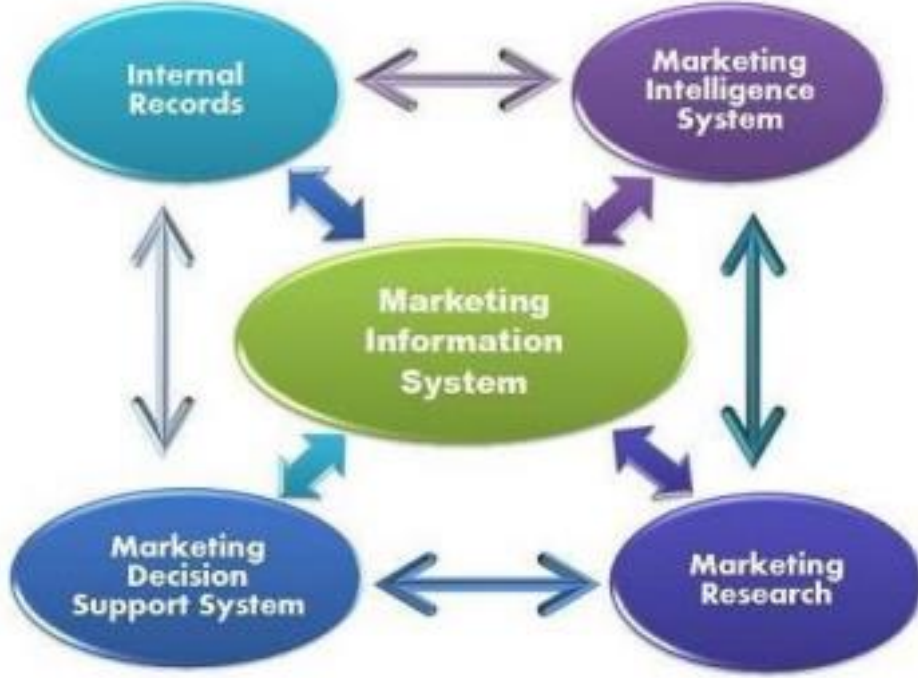 Internal
Records
Marketing
Intelligence
System
Marketing
Information
System
Marketing
Decision
Support System
Marketing
Research